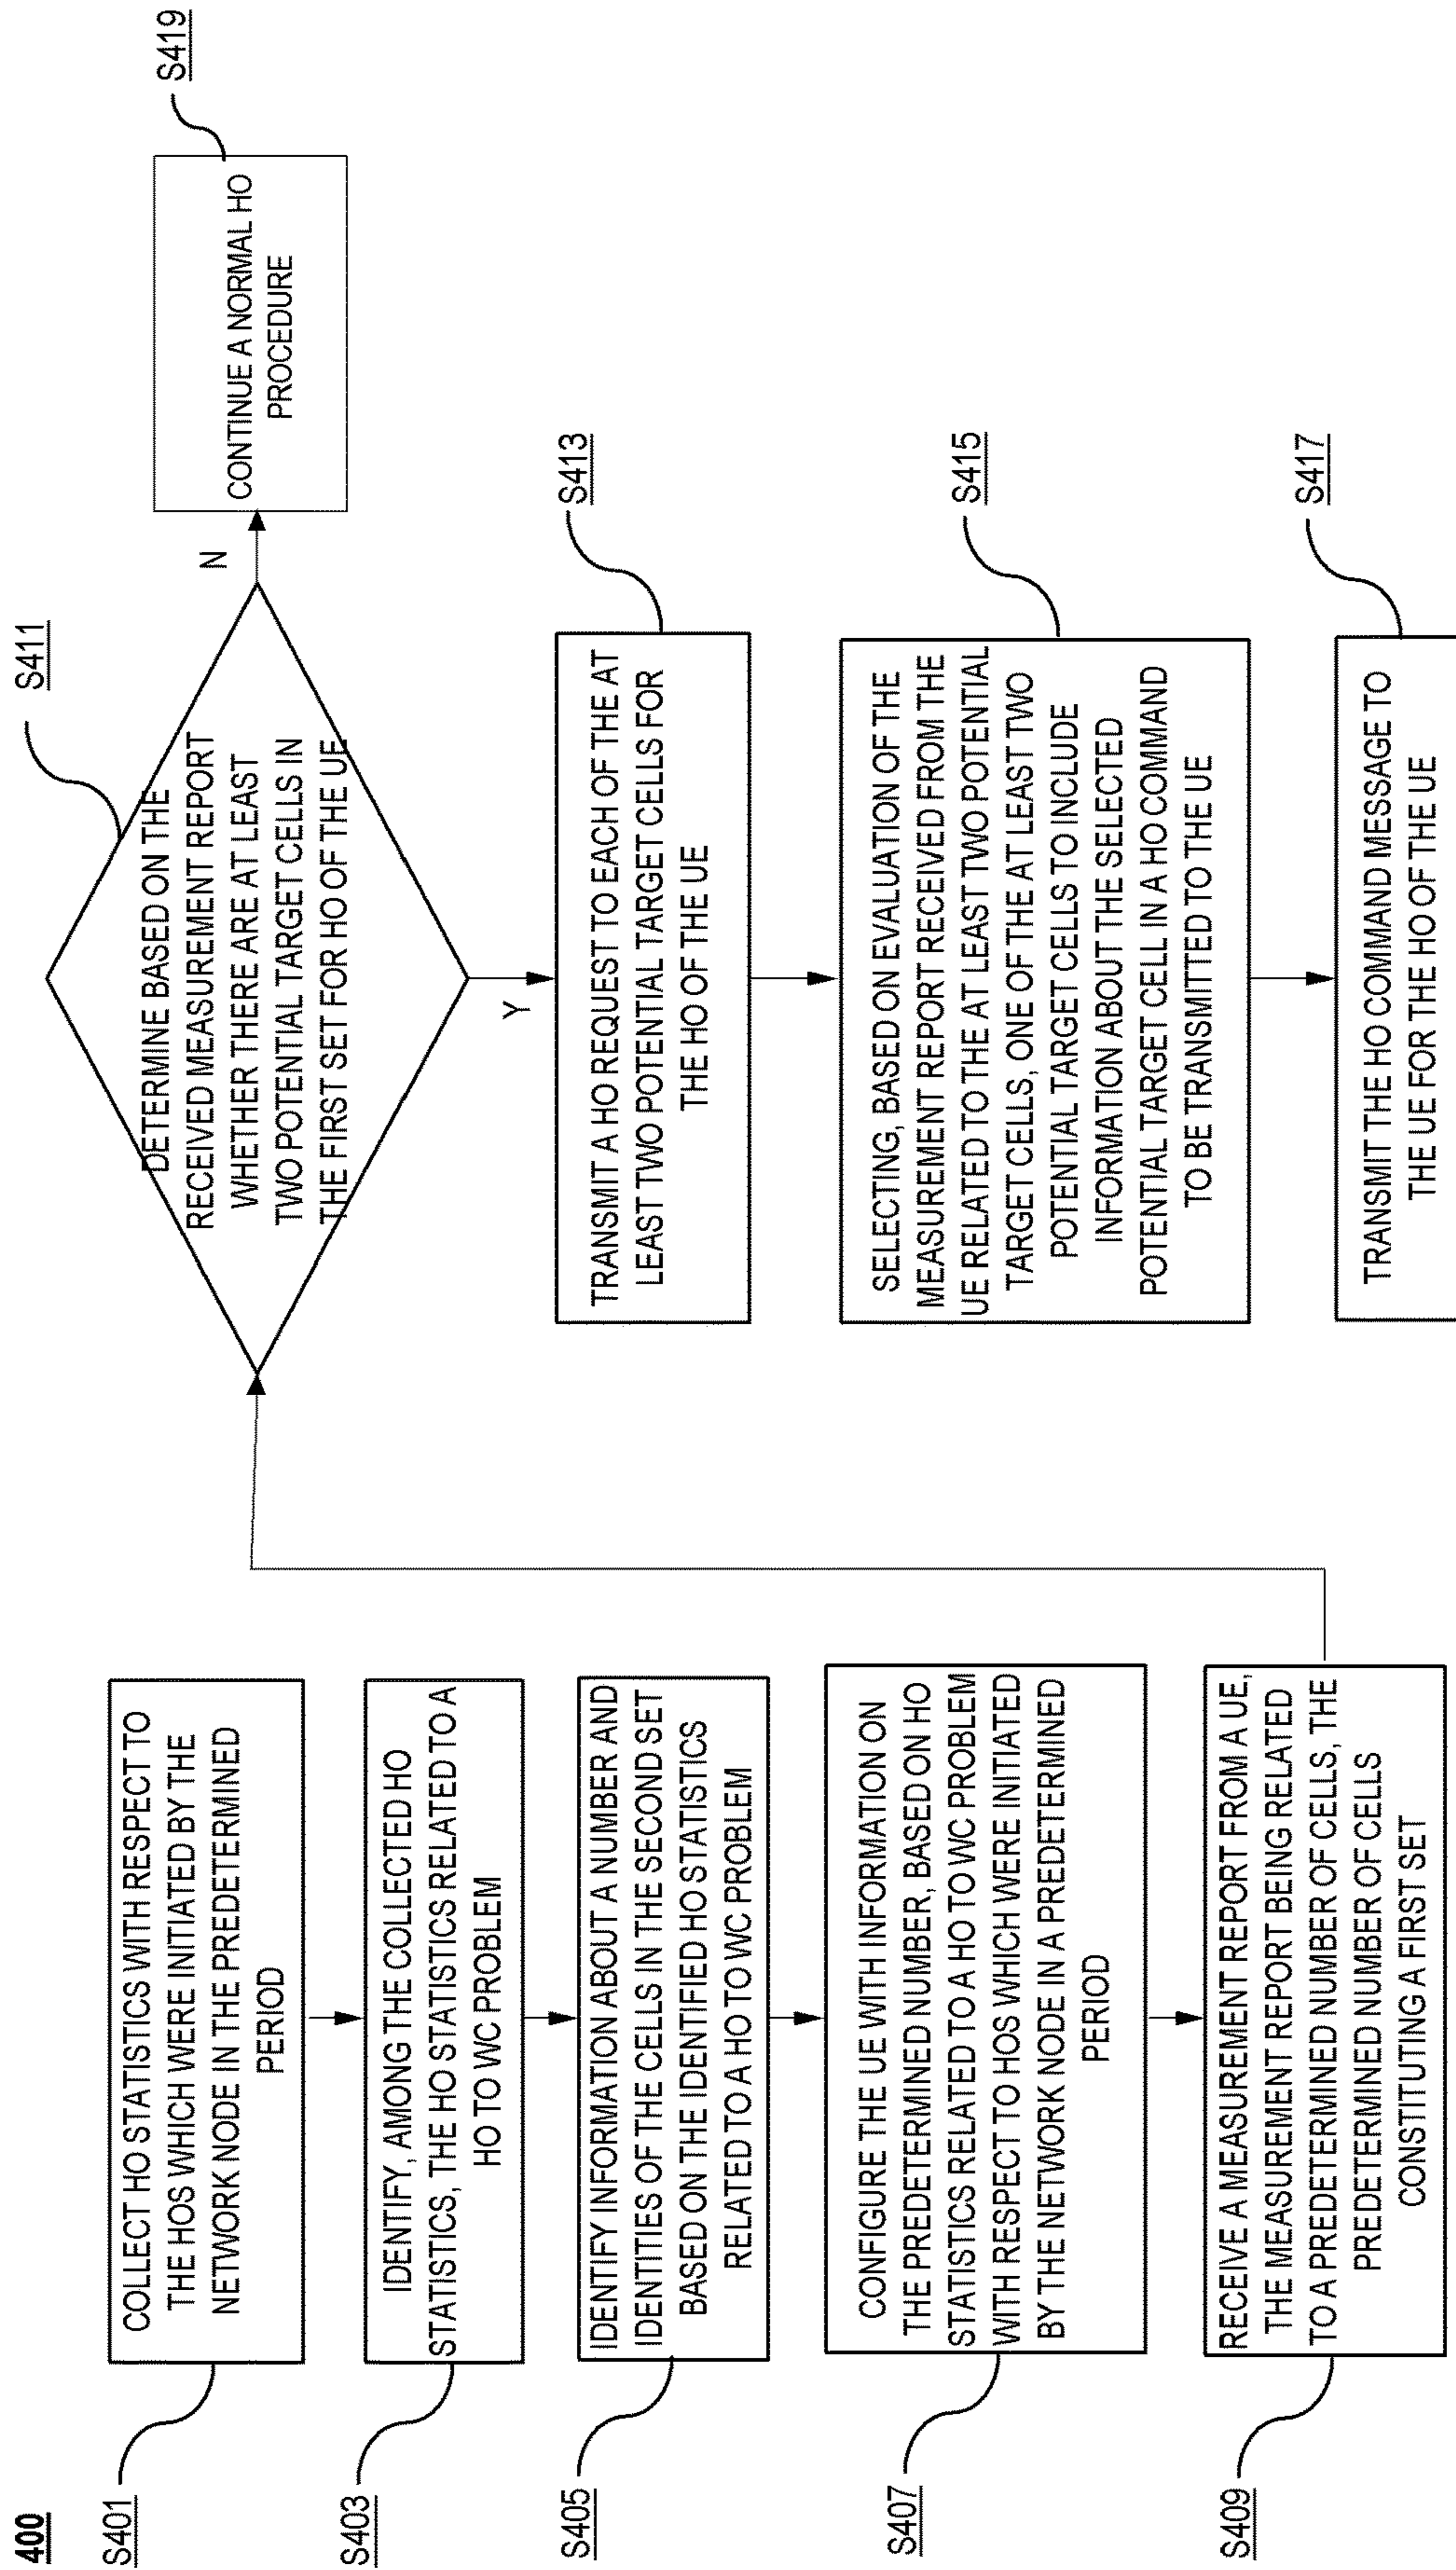 400
S401
COLLECT HO STATISTICS WITH RESPECT TO
THE HOS WHICH WERE INITIATED BY THE
NETWORK NODE IN THE PREDETERMINED
PERIOD
S403
IDENTIFY, AMONG THE COLLECTED HO
STATISTICS, THE HO STATISTICS RELATED TO A
HO TO WC PROBLEM
S405
IDENTIFY INFORMATION ABOUT A NUMBER AND
IDENTITIES OF THE CELLS IN THE SECOND SET
BASED ON THE IDENTIFIED HO STATISTICS
RELATED TO A HO TO WC PROBLEM
S407
CONFIGURE THE UE WITH INFORMATION ON
THE PREDETERMINED NUMBER, BASED ON HO
STATISTICS RELATED TO A HO TO WC PROBLEM
WITH RESPECT TO HOS WHICH WERE INITIATED
BY THE NETWORK NODE IN A PREDETERMINED
PERIOD
S409
RECEIVE A MEASUREMENT REPORT FROM A UE,
THE MEASUREMENT REPORT BEING RELATED
TO A PREDETERMINED NUMBER OF CELLS, THE
PREDETERMINED NUMBER OF CELLS
CONSTITUTING A FIRST SET
S411
DETERMINE BASED ON THE
RECEIVED MEASUREMENT REPORT
WHETHER THERE ARE AT LEAST
TWO POTENTIAL TARGET CELLS IN
THE FIRST SET FOR HO OF THE UE
N
S419
CONTINUE A NORMAL HO
PROCEDURE
Y
S413
TRANSMIT A HO REQUEST TO EACH OF THE AT
LEAST TWO POTENTIAL TARGET CELLS FOR
THE HO OF THE UE
S415
SELECTING, BASED ON EVALUATION OF THE
MEASUREMENT REPORT RECEIVED FROM THE
UE RELATED TO THE AT LEAST TWO POTENTIAL
TARGET CELLS, ONE OF THE AT LEAST TWO
POTENTIAL TARGET CELLS TO INCLUDE
INFORMATION ABOUT THE SELECTED
POTENTIAL TARGET CELL IN A HO COMMAND
TO BE TRANSMITTED TO THE UE
S417
TRANSMIT THE HO COMMAND MESSAGE TO
THE UE FOR THE HO OF THE UE